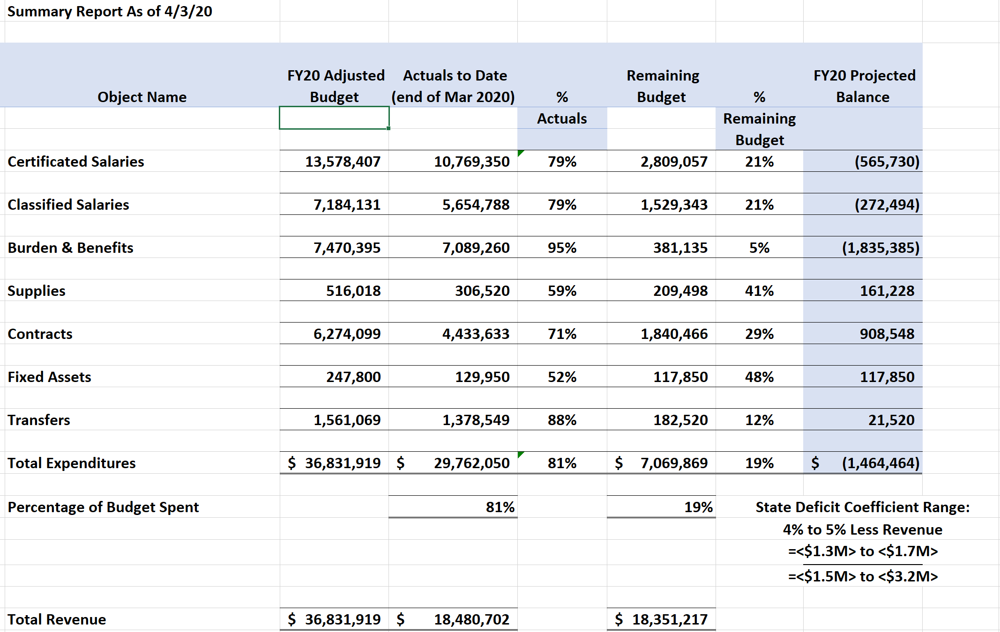 Summary Report As of 4/3/20
FY20 Adjusted Actuals to Date Remaining FY20 Projected
Object Name Budget (end of Mar 2020) % Budget % Balance
Actuals Remaining
Budget
Certificated Salaries 13,578,407 10,769,350 79% 2,809,057 21% (565,730)
Classified Salaries 7,184,131 5,654,788 79% 1,529,343 21% (272,494)
Burden & Benefits 7,470,395 7,089,260 95% 381,135 5% (1,835,385)
Supplies 516,018 306,520 59% 209,498 41% 161,228
Contracts 6,274,099 4,433,633 71% 1,840,466 29% 908,548
Fixed Assets 247,800 129,950 52% 117,850 48% 117,850
Transfers 1,561,069 1,378,549 88% 182,520 12% 21,520
Total Expenditures $ 36,831,919 $ 29,762,050 81% $ 7,069,869 19% $ (1,464,464)
Percentage of Budget Spent 81% 19% State Deficit Coefficient Range:
4% to 5% Less Revenue
=<$1.3M> to <$1.7M>
=<$1.5M> to <$3.2M>
Total Revenue $ 36,831,919 $ 18,480,702 $ 18,351,217